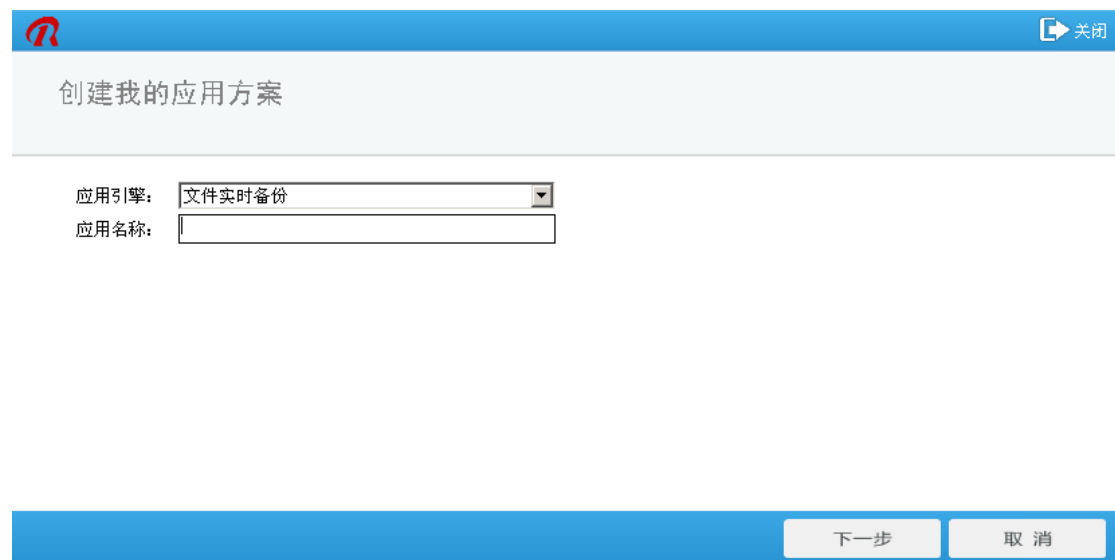 关闭
创建我的应用方案
应用引擎： 文件实时备份
应用名称：
下一步 取 消